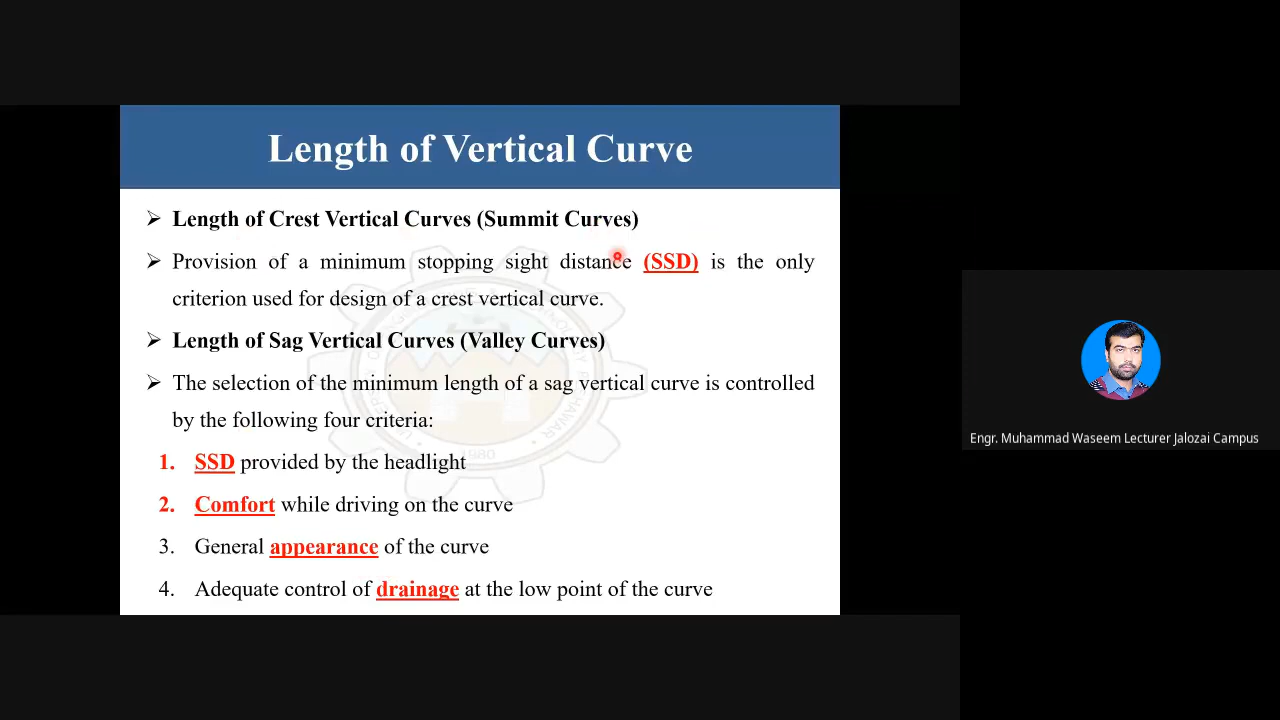 Length of Vertical Curve
➢ Length of Crest Vertical Curves (Summit Curves)
➢ Provision of a minimum stopping sight distance (SSD) is the only
criterion used for design of a crest vertical curve.
➢ Length of Sag Vertical Curves (Valley Curves)
➢ The selection of the minimum length of a sag vertical curve is controlled
by the following four criteria:
1. SSD provided by the headlight
2. Comfort while driving on the curve
3. General appearance of the curve
4. Adequate control of drainage at the low point of the curve
1980
Engr. Muhammad Waseem Lecturer Jalozai Campus